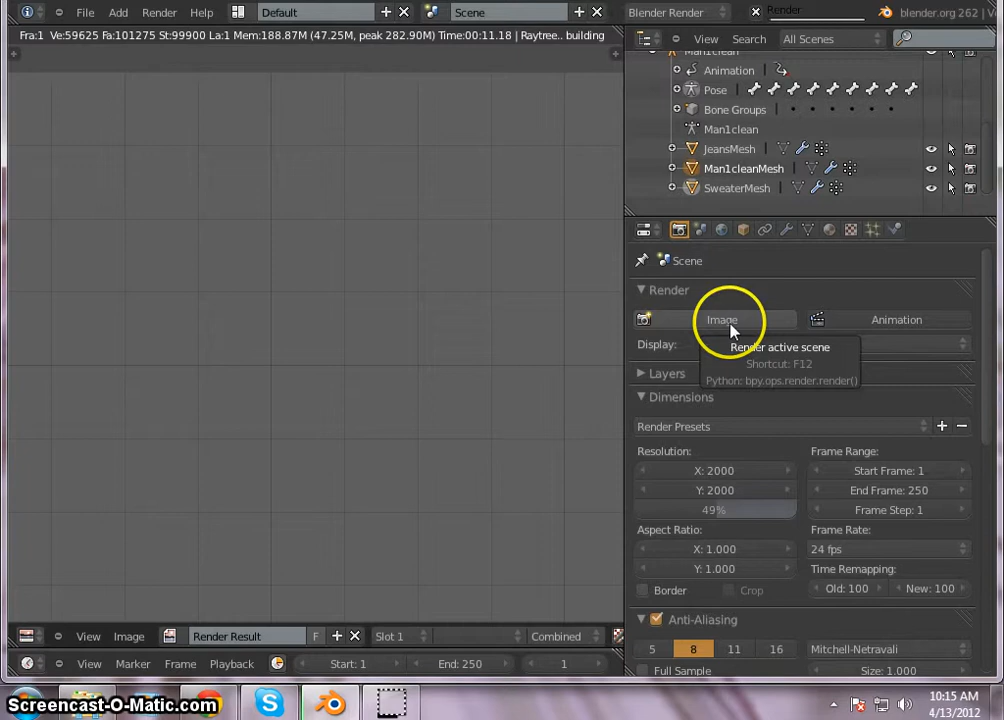 File Add Render Help Default Scene Blender Render Render blender.org 262
Fra:1 Ve:59625 Fa:101275 St:99900 La:1 Mem:188.87M (47.25M, peak 282.90M) Time:00:11.18 | Raytree.. building
View Search All Scenes
Man1clean
Animation
Pose
Bone Groups
Man1clean
JeansMesh
Man1cleanMesh
SweaterMesh
Scene
Render
Image Animation
Display:
Render active scene
Shortcut: F12
Python: bpy.ops.render.render()
Layers
Dimensions
Render Presets
Resolution: Frame Range:
X: 2000 Start Frame: 1
Y: 2000 End Frame: 250
49% Frame Step: 1
Aspect Ratio: Frame Rate:
X: 1.000 24 fps
Y: 1.000 Time Remapping:
Border Crop Old: 100 New: 100
Anti-Aliasing
5 8 11 16 Mitchell-Netravali
Full Sample Size: 1.000
View Image Render Result F Slot 1 Combined
View Marker Frame Playback Start: 1 End: 250 1
Screencast-O-Matic.com
10:15 AM
4/13/2012